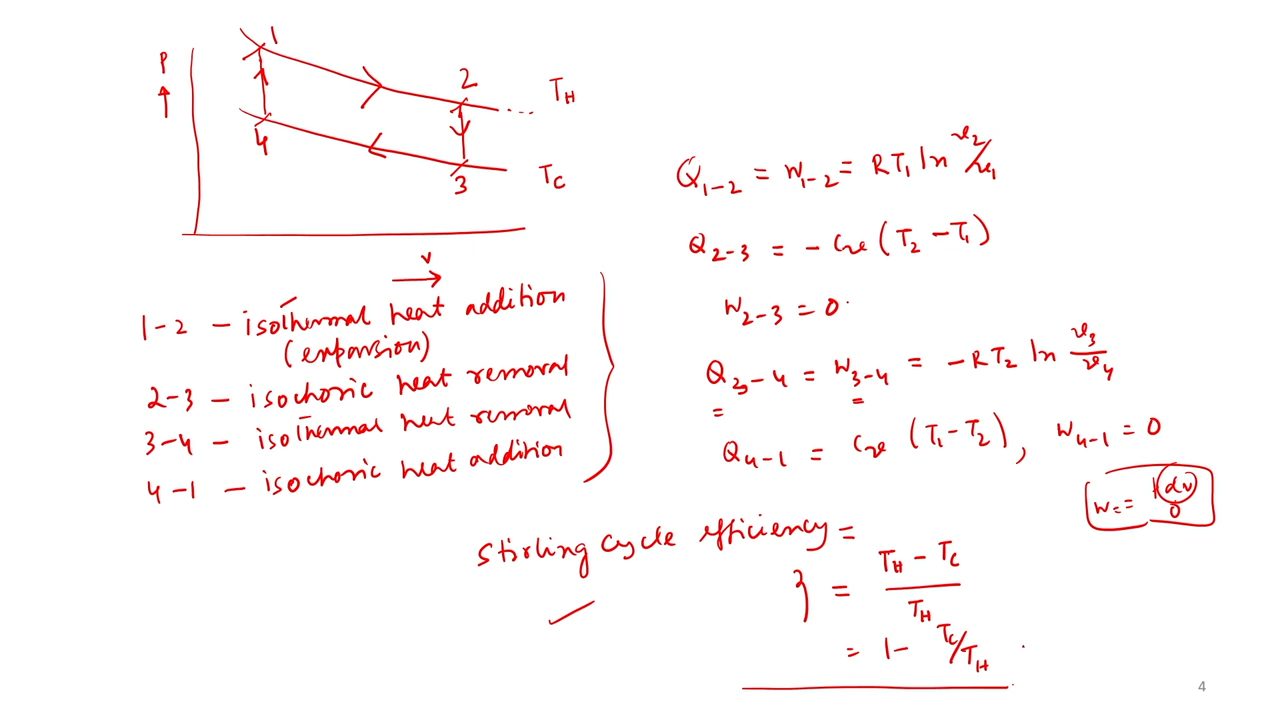 P
1
2
T_H
4
3
T_C
v
1-2 – isothermal heat addition
(expansion)
2-3 – isochoric heat removal
3-4 – isothermal heat removal
4-1 – isochoric heat addition
Q_{1-2} = W_{1-2} = RT_1 ln v_2/v_1
Q_{2-3} = - C_v (T_2 - T_1)
W_{2-3} = 0
Q_{3-4} = W_{3-4} = -RT_2 ln v_3/v_4
Q_{4-1} = C_v (T_1 - T_2), W_{4-1} = 0
dv
0
Stirling cycle efficiency =
η = T_H - T_C / T_H
= 1 - T_C/T_H
4